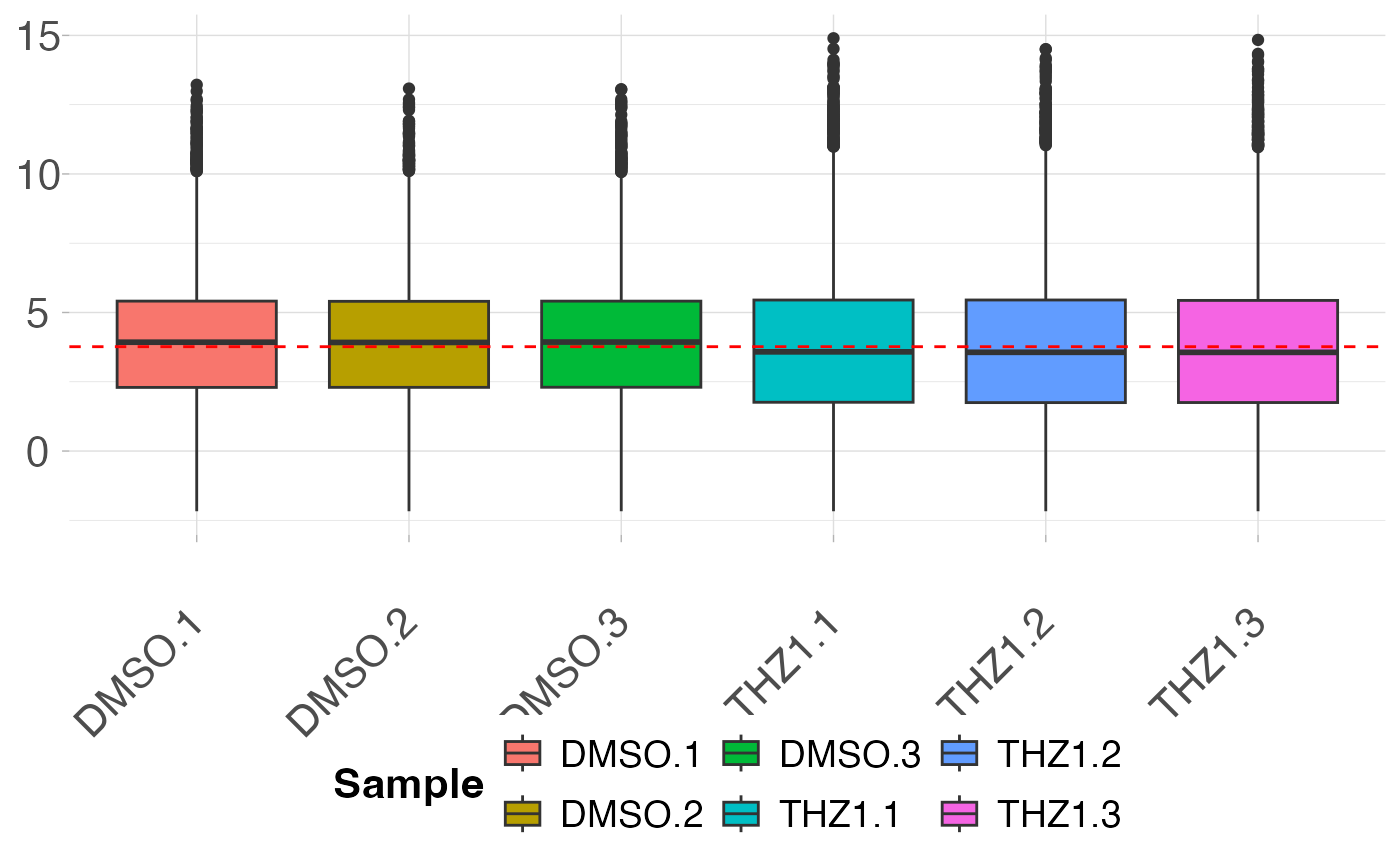 15
10
5
0
DMSO.1 DMSO.2 DMSO.3 THZ1.1 THZ1.2 THZ1.3
Sample
DMSO.1 DMSO.3 THZ1.2
DMSO.2 THZ1.1 THZ1.3